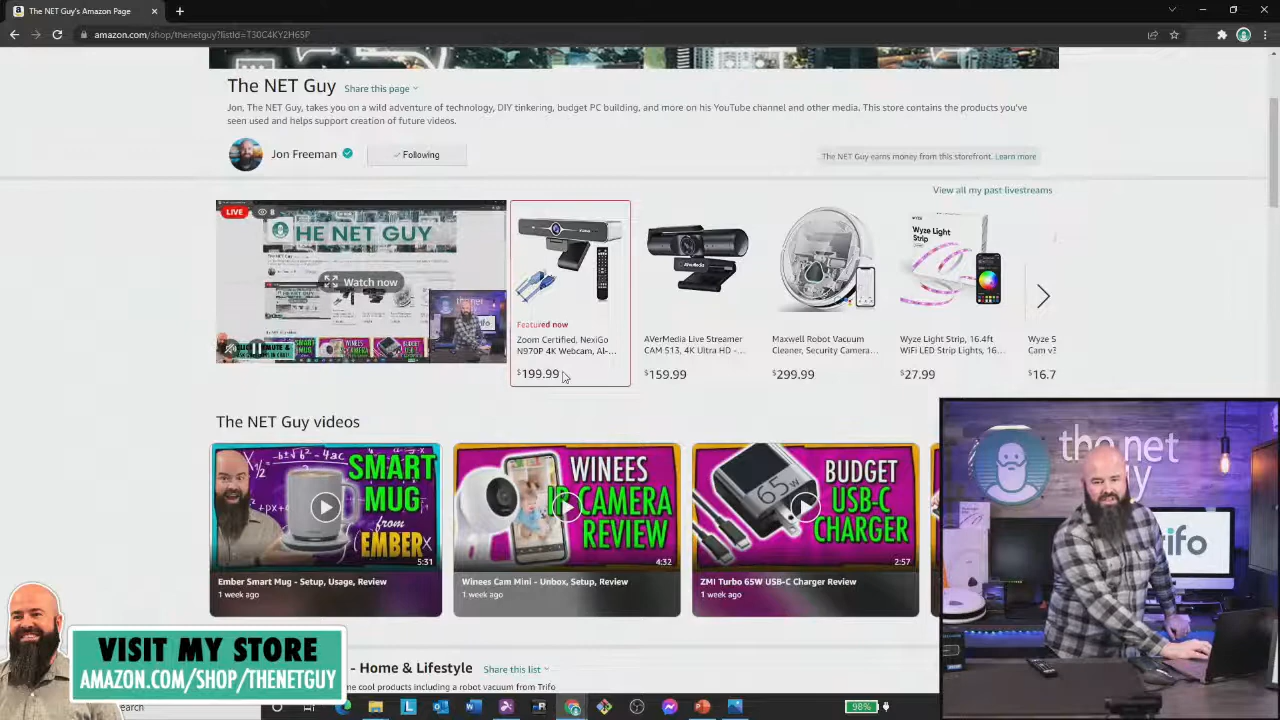 The NET Guy's Amazon Page
amazon.com/shop/thenetguy?listId=T30C4KY2H65P
The NET Guy
Share this page
Jon, The NET Guy, takes you on a wild adventure of technology, DIY tinkering, budget PC building, and more on his YouTube channel and other media. This store contains the products you've
seen used and helps support creation of future videos.
Jon Freeman
Following
The NET Guy earns money from this storefront. Learn more
View all my past livestreams
LIVE
8
HE NET GUY
Watch now
Featured now
Zoom Certified, NexiGo
N970P 4K Webcam, AI-...
$199.99
AVerMedia
AVerMedia Live Streamer
CAM 513, 4K Ultra HD -...
$159.99
Maxwell Robot Vacuum
Cleaner, Security Camera...
$299.99
WYZE
Wyze Light
Strip
Wyze Light Strip, 16.4ft
WiFi LED Strip Lights, 16...
$27.99
Wyze S
Cam v3
$16.7
The NET Guy videos
SMART
MUG
from
EMBER
5:31
Ember Smart Mug - Setup, Usage, Review
1 week ago
WINEES
IP CAMERA
REVIEW
4:32
Winees Cam Mini - Unbox, Setup, Review
1 week ago
65W
BUDGET
USB-C
CHARGER
2:57
ZMI Turbo 65W USB-C Charger Review
1 week ago
the net
guy
ifo
VISIT MY STORE
AMAZON.COM/SHOP/THENETGUY
- Home & Lifestyle
Share this list
ne cool products including a robot vacuum from Trifo
earch
98%